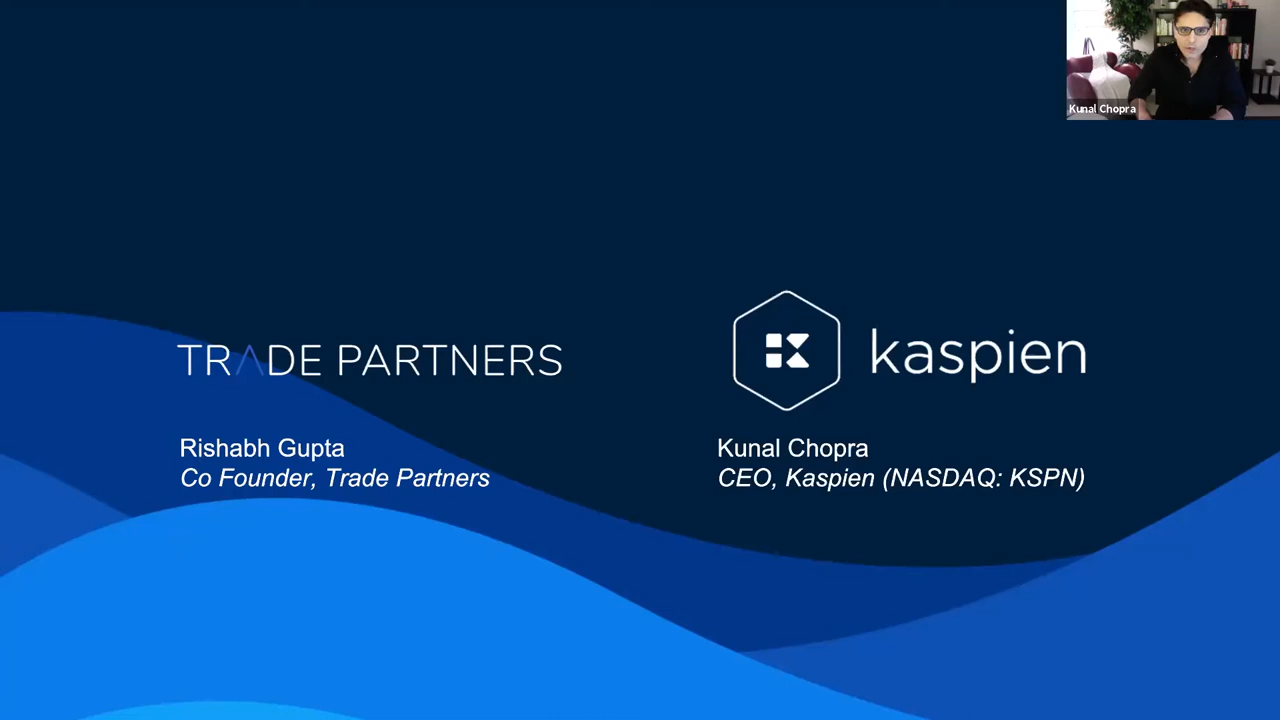 Kunal Chopra
TRADE PARTNERS
kaspien
Rishabh Gupta
Co Founder, Trade Partners
Kunal Chopra
CEO, Kaspien (NASDAQ: KSPN)